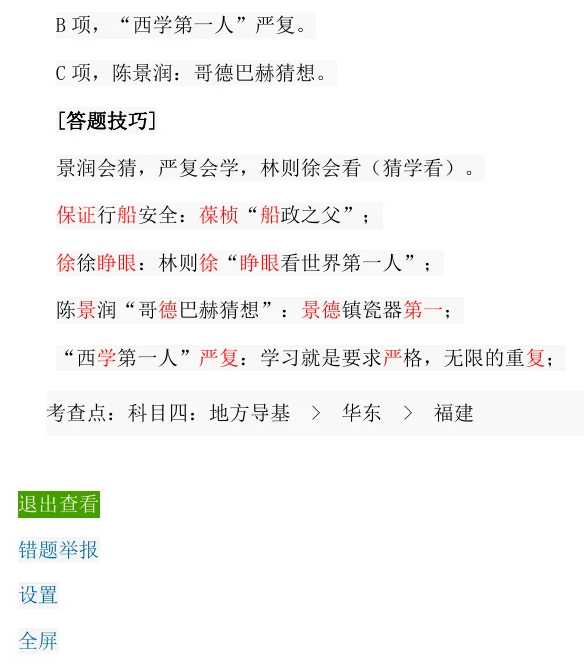 B 项，“西学第一人”严复。
C 项，陈景润：哥德巴赫猜想。
[答题技巧]
景润会猜，严复会学，林则徐会看（猜学看）。
保证行船安全：葆桢“船政之父”；
徐徐睁眼：林则徐“睁眼看世界第一人”；
陈景润“哥德巴赫猜想”：景德镇瓷器第一；
“西学第一人”严复：学习就是要求严格，无限的重复；
考查点：科目四：地方导基 > 华东 > 福建
退出查看
错题举报
设置
全屏